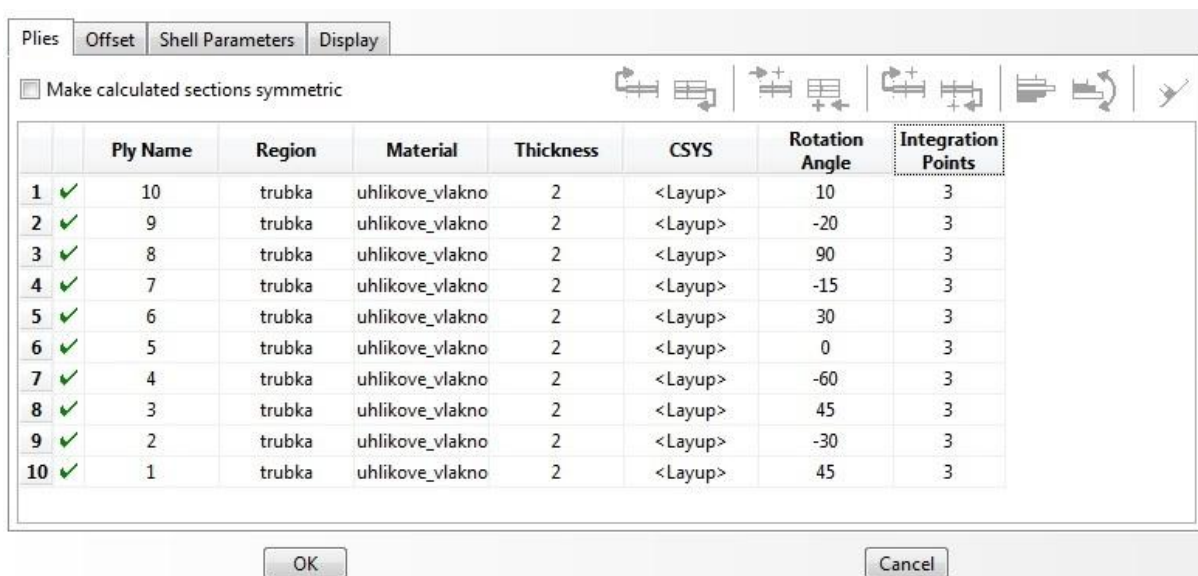 Plies Offset Shell Parameters Display
Make calculated sections symmetric
Ply Name Region Material Thickness CSYS Rotation Angle Integration Points
1 10 trubka uhlikove_vlakno 2 <Layup> 10 3
2 9 trubka uhlikove_vlakno 2 <Layup> -20 3
3 8 trubka uhlikove_vlakno 2 <Layup> 90 3
4 7 trubka uhlikove_vlakno 2 <Layup> -15 3
5 6 trubka uhlikove_vlakno 2 <Layup> 30 3
6 5 trubka uhlikove_vlakno 2 <Layup> 0 3
7 4 trubka uhlikove_vlakno 2 <Layup> -60 3
8 3 trubka uhlikove_vlakno 2 <Layup> 45 3
9 2 trubka uhlikove_vlakno 2 <Layup> -30 3
10 1 trubka uhlikove_vlakno 2 <Layup> 45 3
OK Cancel